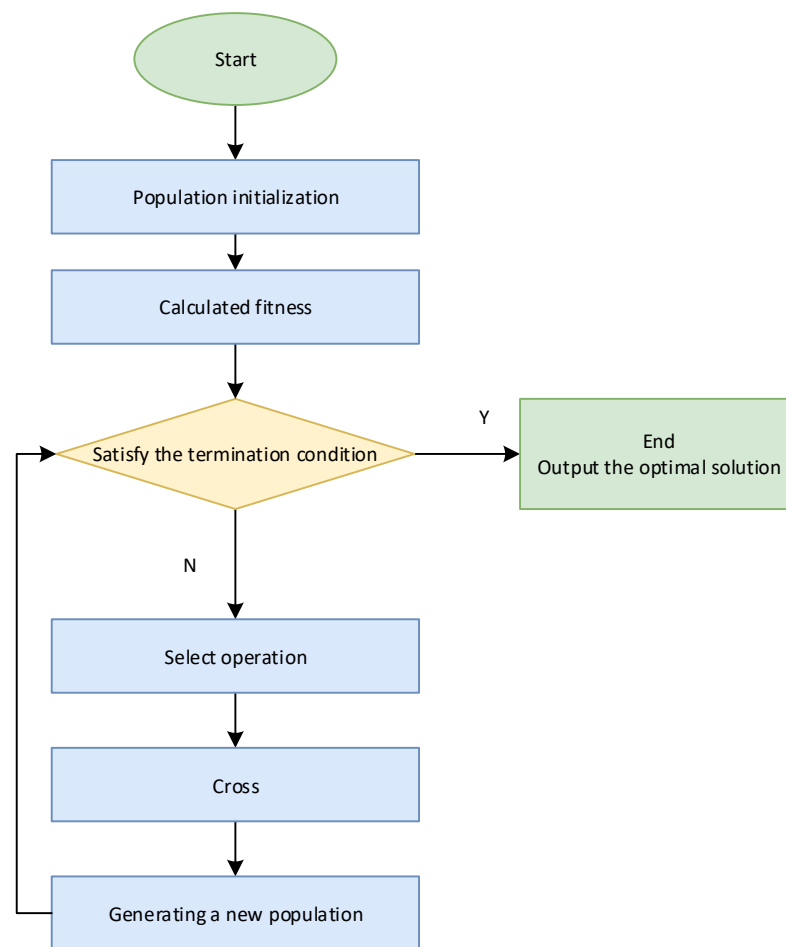 Start
Population initialization
Calculated fitness
Satisfy the termination condition
Y
End
Output the optimal solution
N
Select operation
Cross
Generating a new population